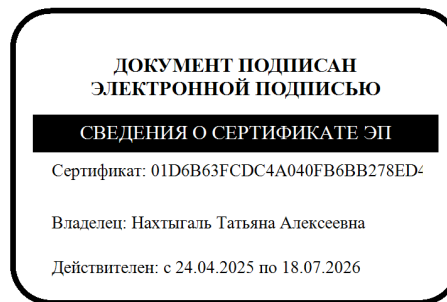 ДОКУМЕНТ ПОДПИСАН
ЭЛЕКТРОННОЙ ПОДПИСЬЮ
СВЕДЕНИЯ О СЕРТИФИКАТЕ ЭП
Сертификат: 01D6B63FCDC4A040FB6BB278ED4
Владелец: Нахтыгаль Татьяна Алексеевна
Действителен: с 24.04.2025 по 18.07.2026